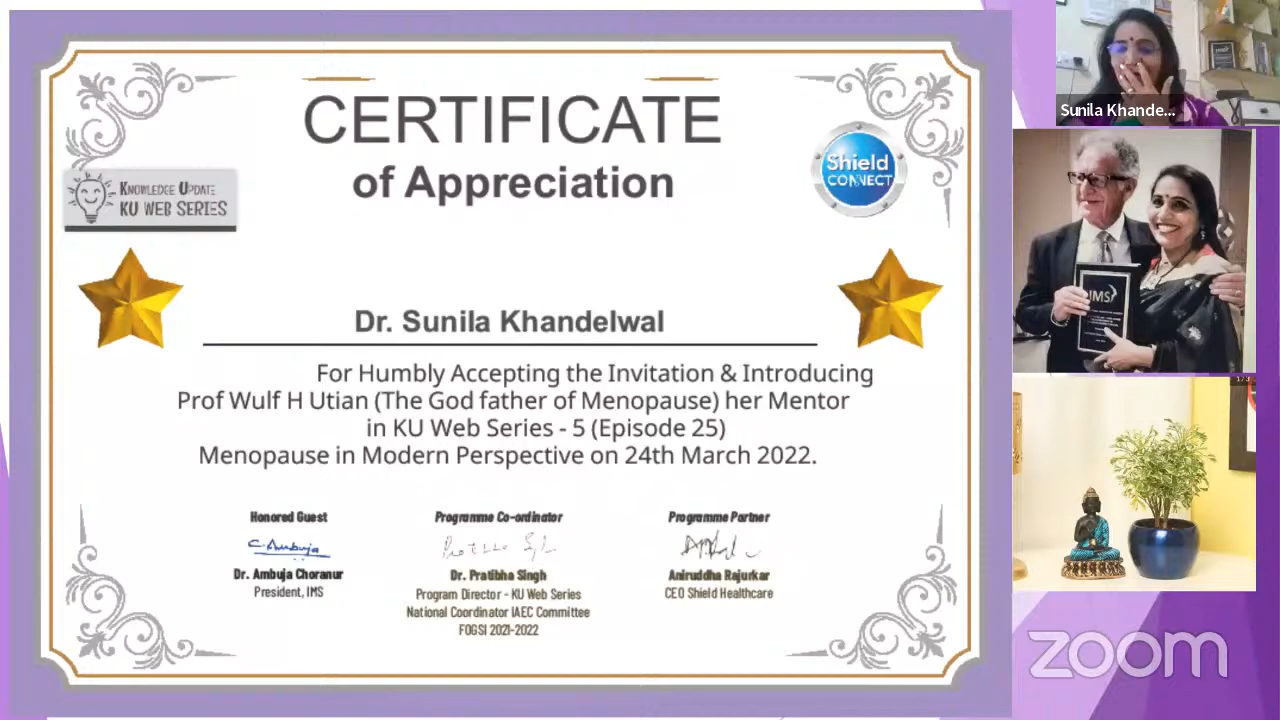 CERTIFICATE
of Appreciation
KNOWLEDGE UPDATE
KU WEB SERIES
Shield
CONNECT
Dr. Sunila Khandelwal
For Humbly Accepting the Invitation & Introducing
Prof Wulf H Utian (The God father of Menopause) her Mentor
in KU Web Series - 5 (Episode 25)
Menopause in Modern Perspective on 24th March 2022.
Honored Guest
C. Ambuja
Dr. Ambuja Choranur
President, IMS
Programme Co-ordinator
Dr. Pratibha Singh
Program Director - KU Web Series
National Coordinator IAEC Committee
FOGSI 2021-2022
Programme Partner
Aniruddha Rajurkar
CEO Shield Healthcare
Sunila Khande...
IMS
zoom